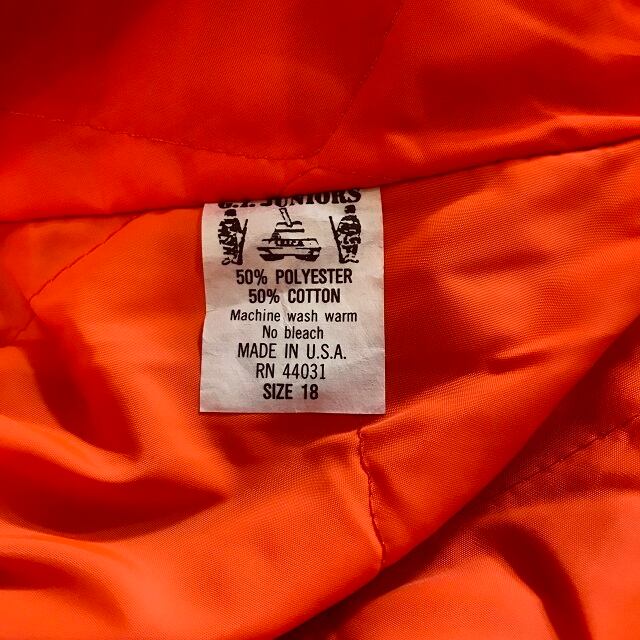 G.I. JUNIORS
50% POLYESTER
50% COTTON
Machine wash warm
No bleach
MADE IN U.S.A.
RN 44031
SIZE 18